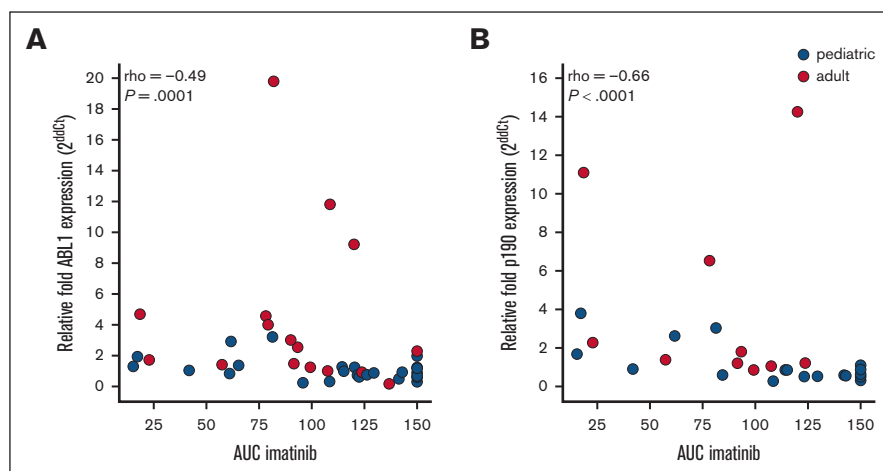 A
rho = –0.49
P = .0001
Relative fold ABL1 expression (2^ddCt)
20
18
16
14
12
10
8
6
4
2
0
25
50
75
100
125
150
AUC imatinib
B
pediatric
adult
rho = –0.66
P < .0001
Relative fold p190 expression (2^ddCt)
16
14
12
10
8
6
4
2
0
25
50
75
100
125
150
AUC imatinib